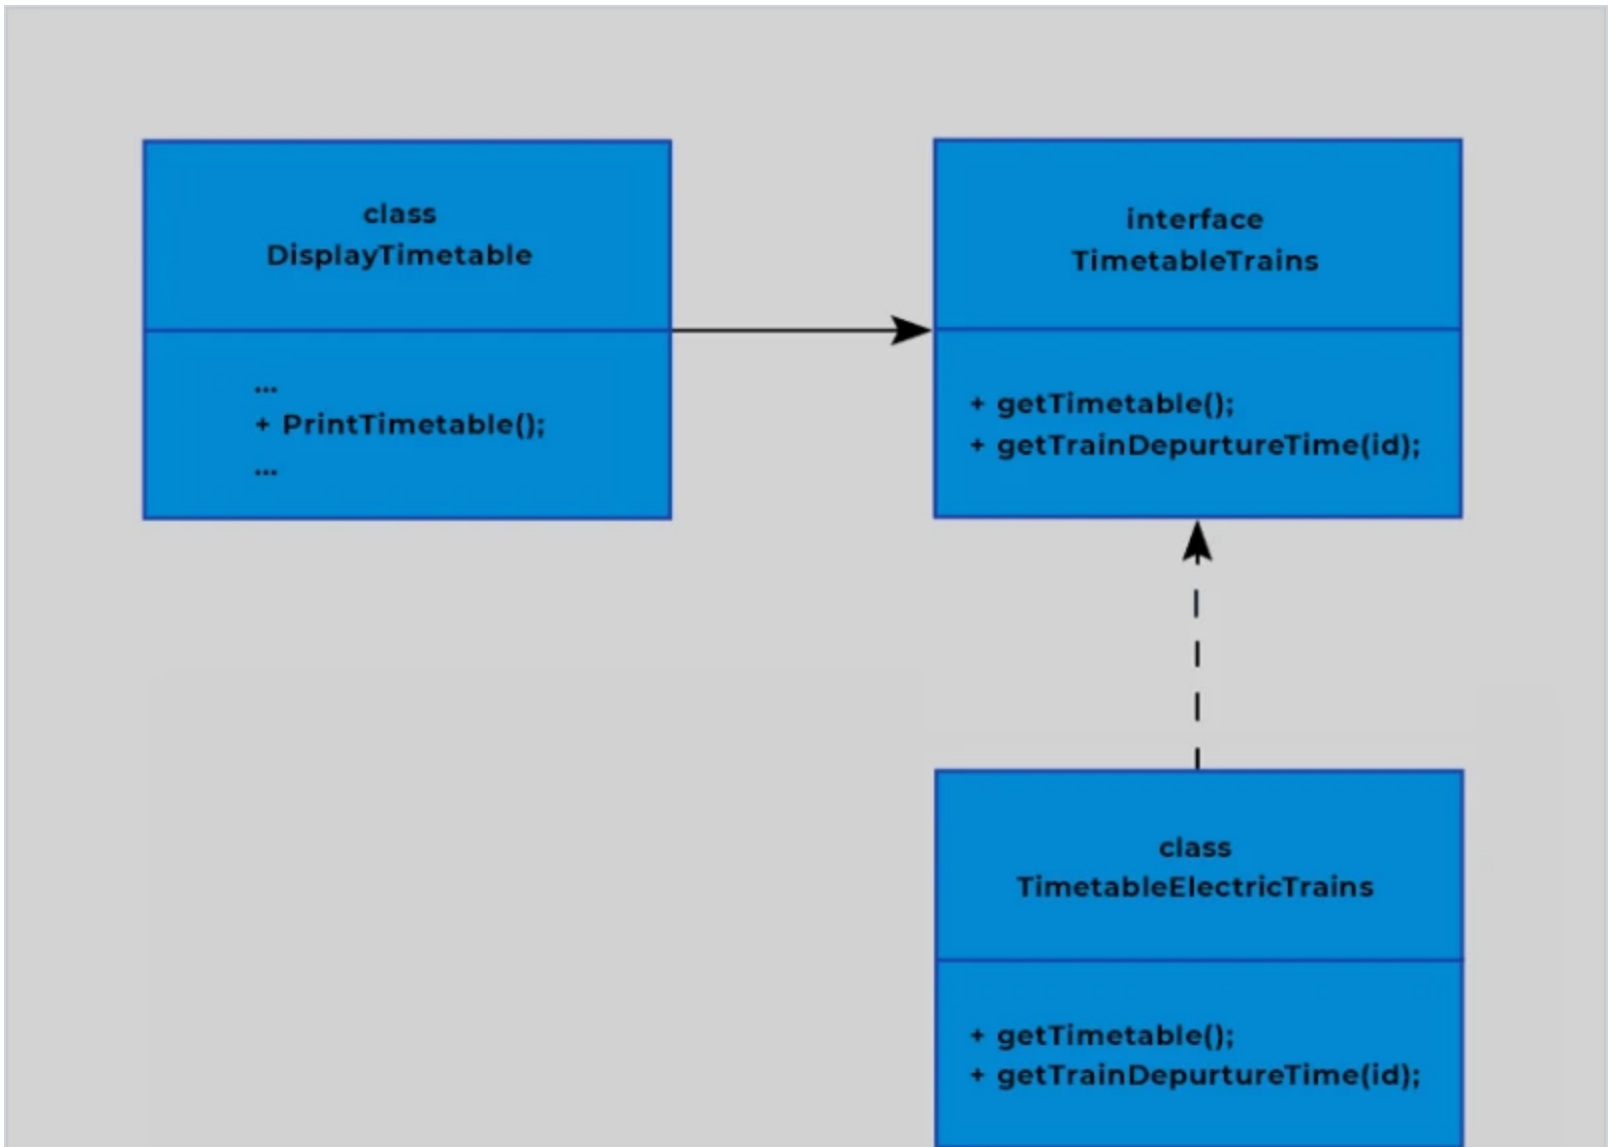 class
DisplayTimetable
...
+ PrintTimetable();
...
interface
TimetableTrains
+ getTimetable();
+ getTrainDepurtureTime(id);
class
TimetableElectricTrains
+ getTimetable();
+ getTrainDepurtureTime(id);